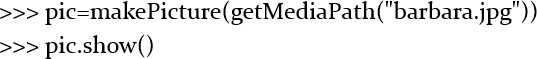 >>> pic=makePicture(getMediaPath("barbara.jpg"))
>>> pic.show()